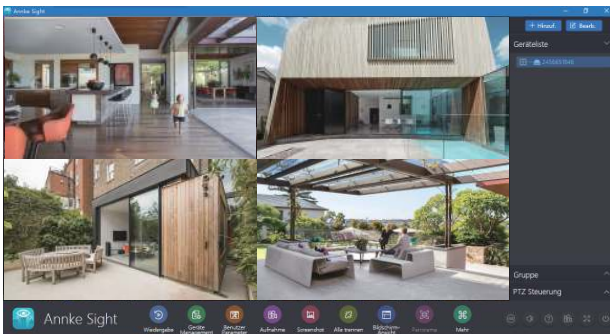 Annke Sight
+ Hinzuf. Bearb.
Geräteliste
Gruppe
PTZ Steuerung
Annke Sight
Wiedergabe Geräte Management Benutzer Parameter Aufnahme Screenshot Alle trennen Bildschirm-Ansicht Panorama Mehr